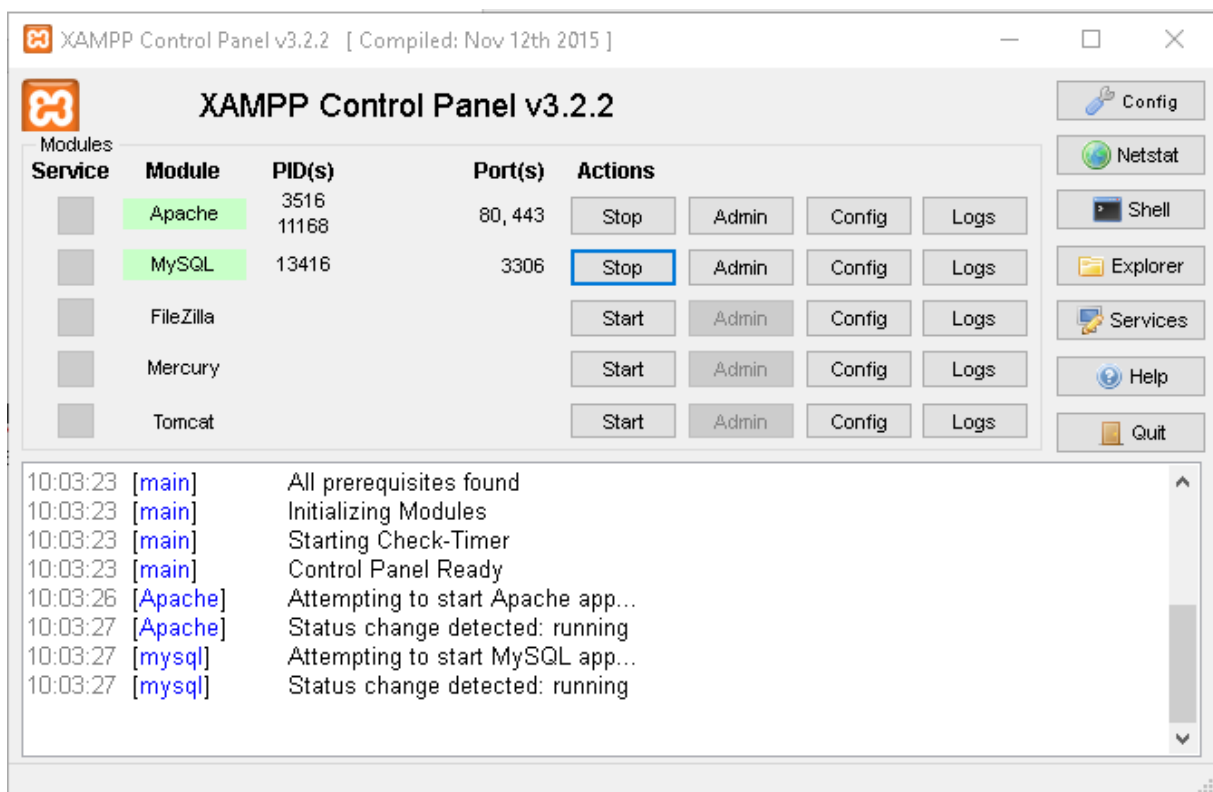 XAMPP Control Panel v3.2.2 [ Compiled: Nov 12th 2015 ]
XAMPP Control Panel v3.2.2
Config
Modules
Service Module PID(s) Port(s) Actions
Netstat
Apache 3516 11168 80, 443 Stop Admin Config Logs
Shell
MySQL 13416 3306 Stop Admin Config Logs
Explorer
FileZilla Start Admin Config Logs
Services
Mercury Start Admin Config Logs
Help
Tomcat Start Admin Config Logs
Quit
10:03:23 [main] All prerequisites found
10:03:23 [main] Initializing Modules
10:03:23 [main] Starting Check-Timer
10:03:23 [main] Control Panel Ready
10:03:26 [Apache] Attempting to start Apache app...
10:03:27 [Apache] Status change detected: running
10:03:27 [mysql] Attempting to start MySQL app...
10:03:27 [mysql] Status change detected: running